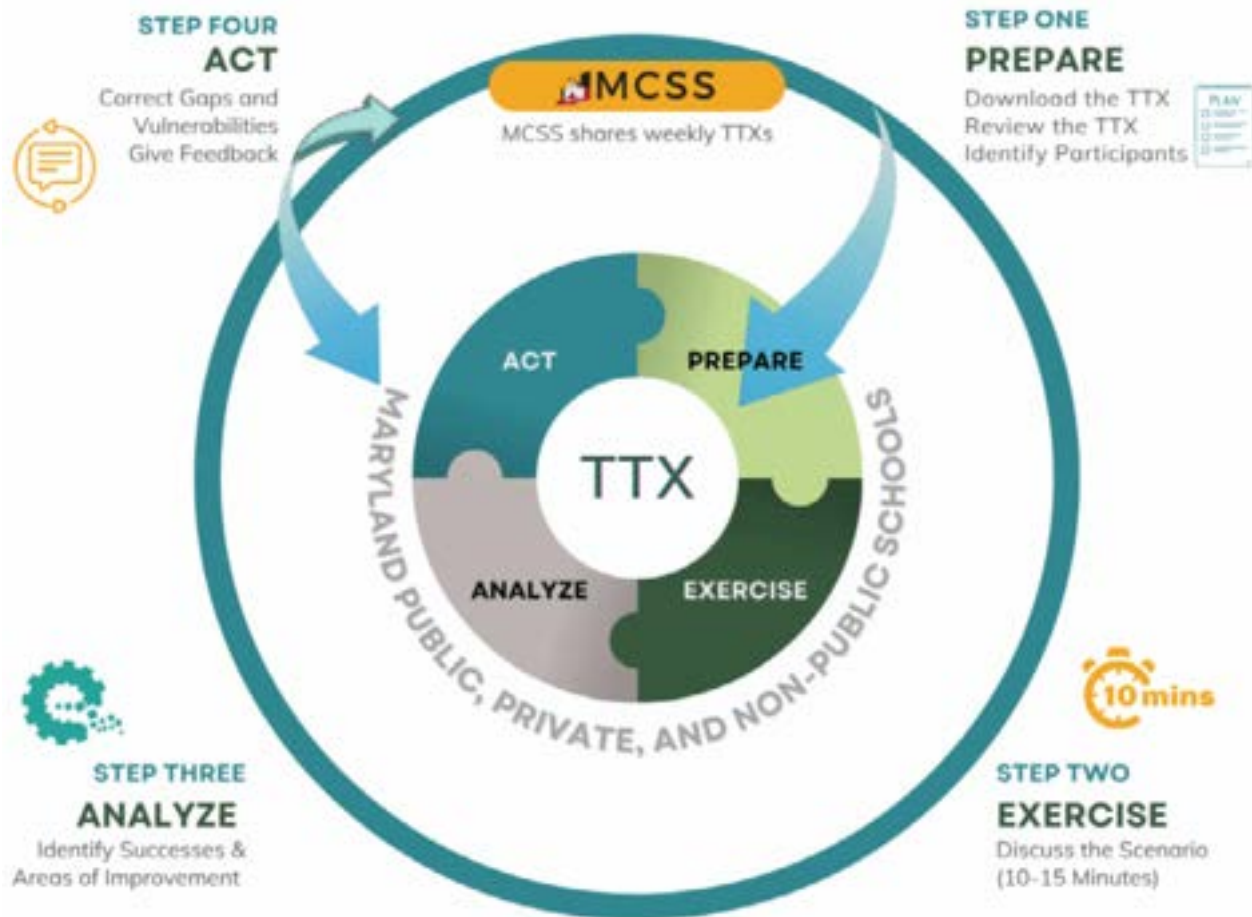 STEP FOUR
ACT
Correct Gaps and
Vulnerabilities
Give Feedback
MCSS
MCSS shares weekly TTXs
STEP ONE
PREPARE
Download the TTX
Review the TTX
Identify Participants
PLAN
ACT
PREPARE
TTX
ANALYZE
EXERCISE
MARYLAND PUBLIC, PRIVATE, AND NON-PUBLIC SCHOOLS
10 mins
STEP THREE
ANALYZE
Identify Successes &
Areas of Improvement
STEP TWO
EXERCISE
Discuss the Scenario
(10-15 Minutes)